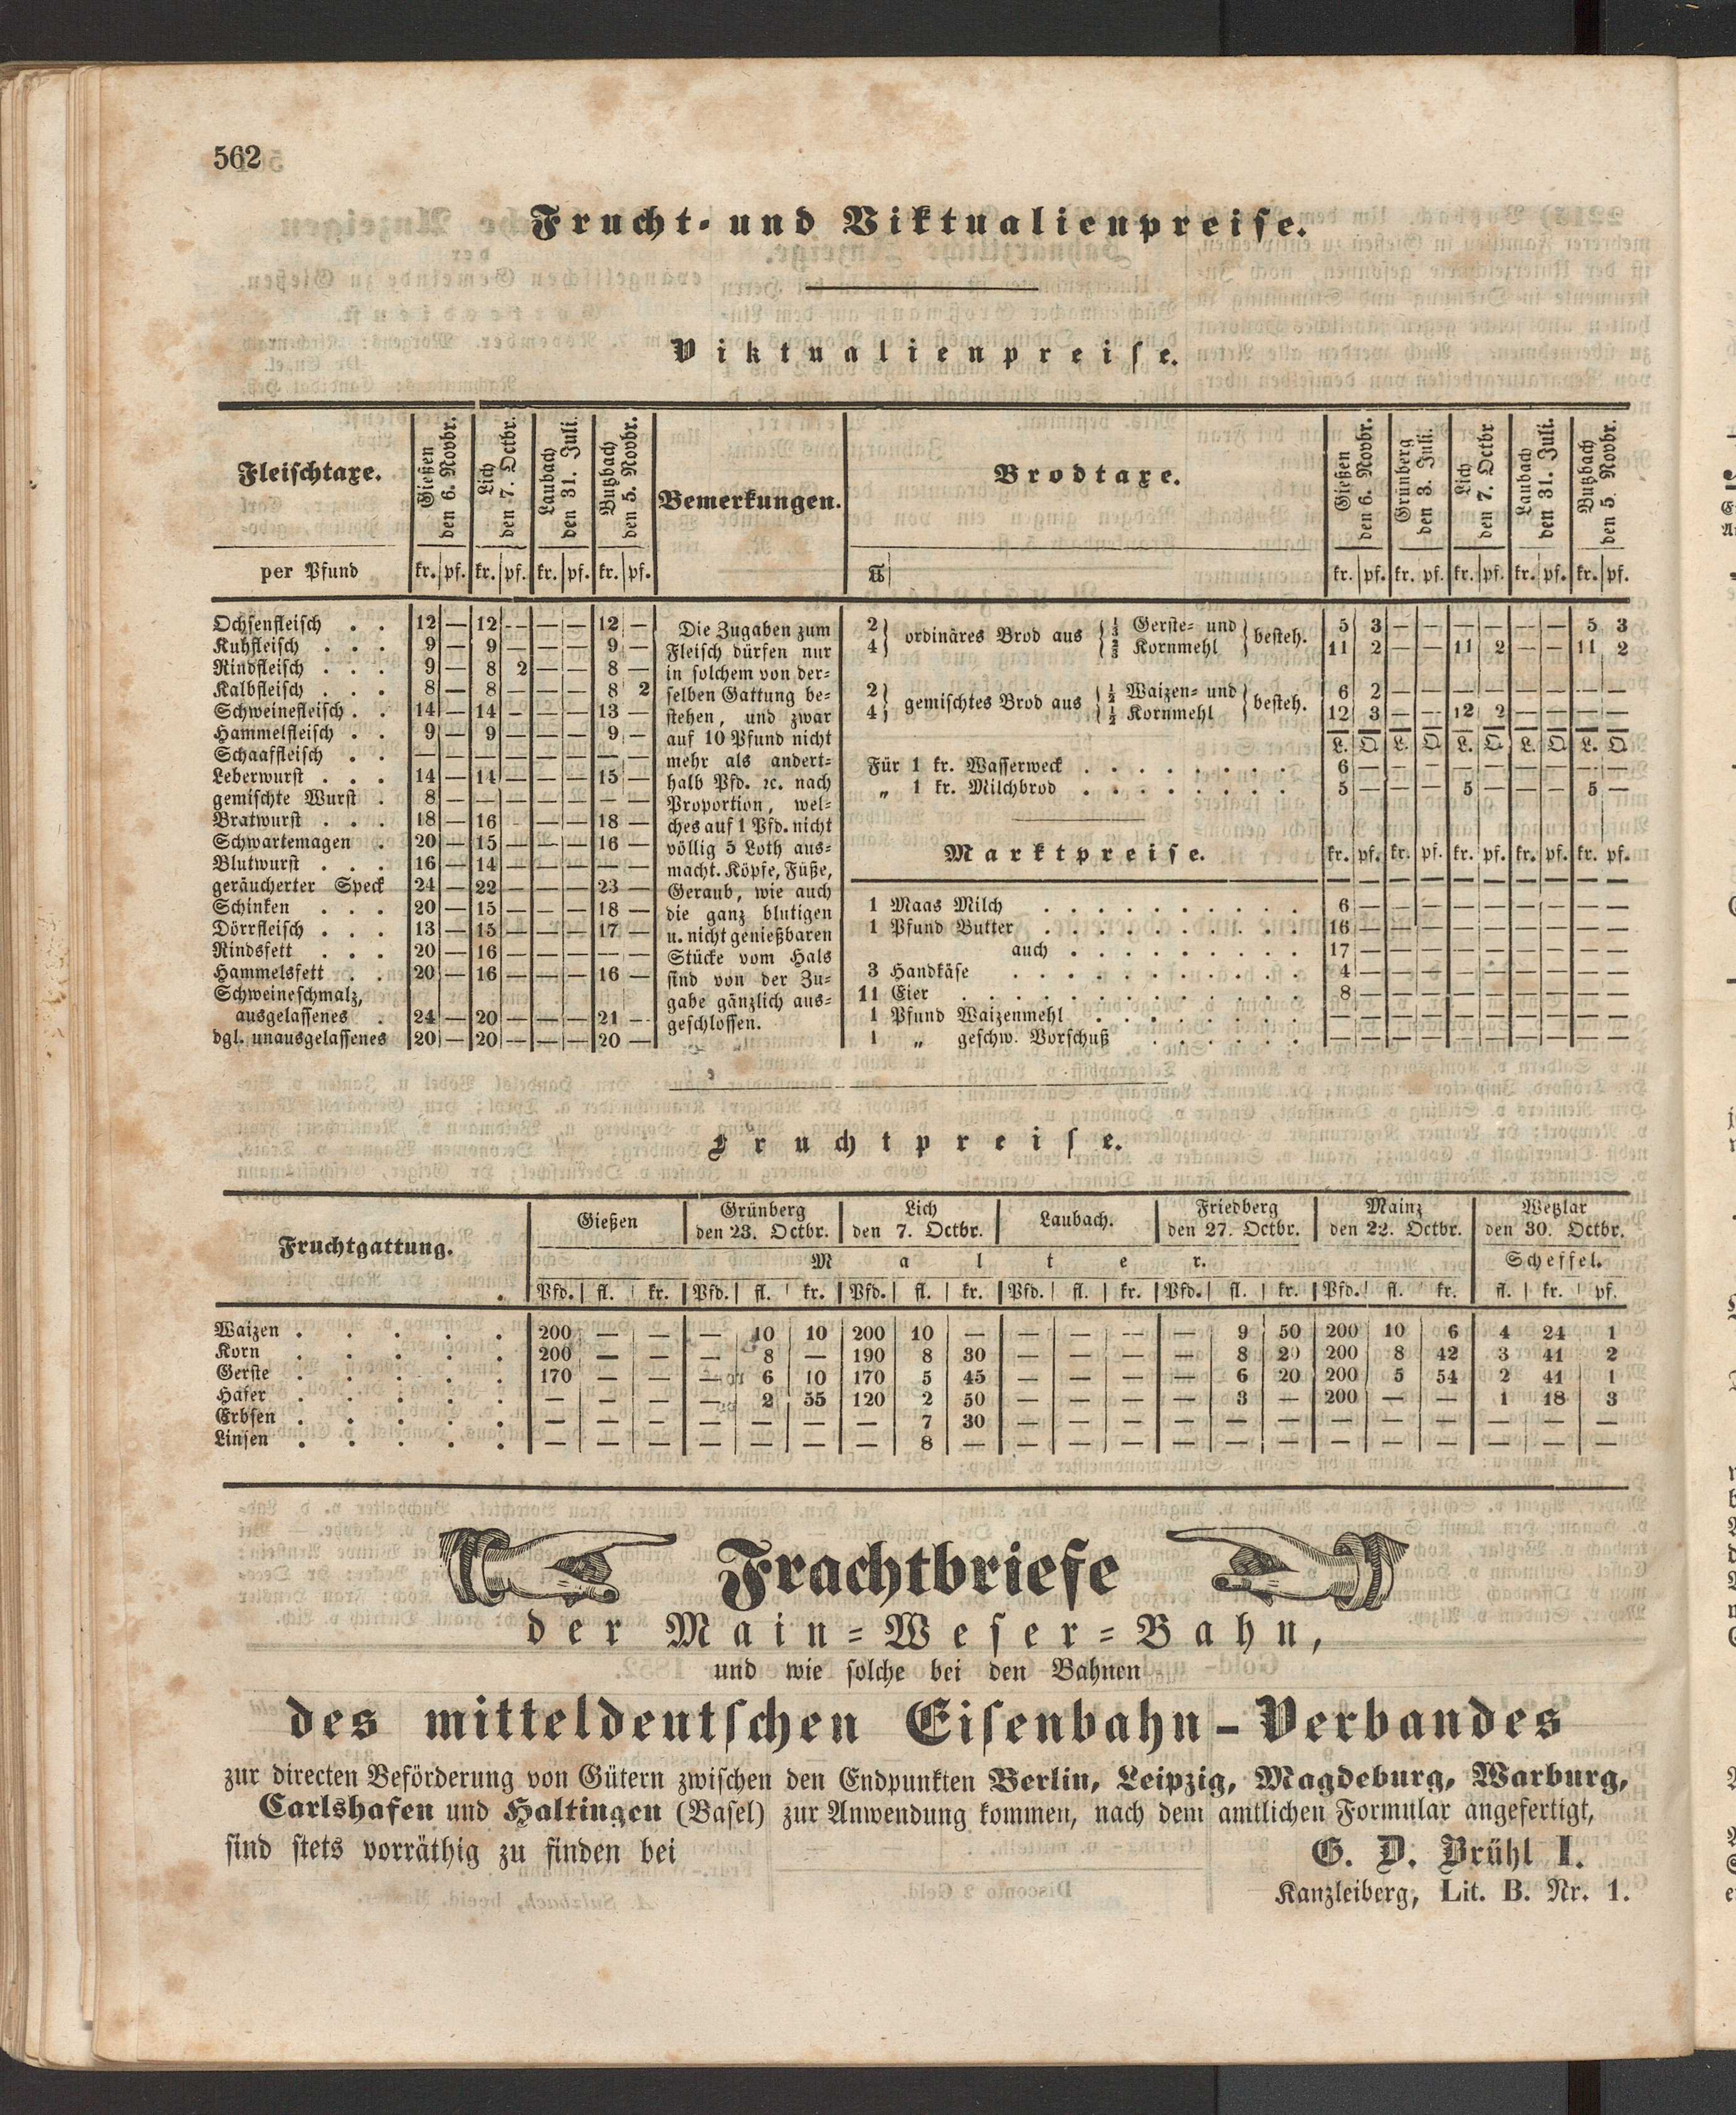 562
Frucht- und Viktualienpreise.
Viktualienpreise.
Fleischtaxe. Gießen den 6. Novbr. Lich den 7. Octbr. Laubach den 31. Juli. Butzbach den 5. Novbr. Bemerkungen.
per Pfund kr. pf. kr. pf. kr. pf. kr. pf.
Ochsenfleisch . . 12 — 12 — — — 12 —
Kuhfleisch . . . 9 — 9 — — — 9 —
Rindfleisch . . . 9 — 8 2 — — 8 —
Kalbfleisch . . . 8 — 8 — — — 8 2
Schweinefleisch . . 14 — 14 — — — 13 —
Hammelfleisch . . 9 — 9 — — — 9 —
Schaaffleisch . . — — — — — — — —
Leberwurst . . . 14 — 14 — — — 15 —
gemischte Wurst . 8 — — — — — — —
Bratwurst . . . 18 — 16 — — — 18 —
Schwartemagen . 20 — 15 — — — 16 —
Blutwurst . . . 16 — 14 — — — — —
geräucherter Speck 24 — 22 — — — 23 —
Schinken . . . 20 — 15 — — — 18 —
Dörrfleisch . . . 13 — 15 — — — 17 —
Rindsfett . . . 20 — 16 — — — — —
Hammelsfett . . 20 — 16 — — — 16 —
Schweineschmalz,
ausgelassenes . 24 — 20 — — — 21 —
dgl. unausgelassenes 20 — 20 — — — 20 —
Die Zugaben zum
Fleisch dürfen nur
in solchem von der-
selben Gattung be-
stehen, und zwar
auf 10 Pfund nicht
mehr als andert-
halb Pfd. ꝛc. nach
Proportion, wel-
ches auf 1 Pfd. nicht
völlig 5 Loth aus-
macht. Köpfe, Füße,
Geraub, wie auch
die ganz blutigen
u. nicht genießbaren
Stücke vom Hals
sind von der Zu-
gabe gänzlich aus-
geschlossen.
Brodtaxe. Gießen den 6. Novbr. Grünberg den 3. Juli. Lich den 7. Octbr Laubach den 31. Juli. Butzbach den 5. Novbr.
℔ kr. pf. kr. pf. kr. pf. kr. pf. kr. pf.
2 } ordinäres Brod aus { 1/3 Gerste- und } besteh. 5 3 — — — — — — 5 3
4 } { 2/3 Kornmehl } 11 2 — — 11 2 — — 11 2
2 } gemischtes Brod aus { 1/2 Waizen- und } besteh. 6 2 — — — — — — — —
4 } { 1/2 Kornmehl } 12 3 — — 12 2 — — — —
L. Q. L. Q. L. Q. L. Q. L. Q.
Für 1 kr. Wasserweck . . . . . . . . 6 — — — — — — — — —
„ 1 kr. Milchbrod . . . . . . . . 5 — — — 5 — — — 5 —
Marktpreise. kr. pf. kr. pf. kr. pf. kr. pf. kr. pf.
1 Maas Milch . . . . . . . . . 6 — — — — — — — — —
1 Pfund Butter . . . . . . . . . 16 — — — — — — — — —
auch . . . . . . . . 17 — — — — — — — — —
3 Handkäse . . . . . . . . . . 4 — — — — — — — — —
11 Eier . . . . . . . . . . . 8 — — — — — — — — —
1 Pfund Waizenmehl . . . . . . . — — — — — — — — — —
1 „ geschw. Vorschuß . . . . . . — — — — — — — — — —
Fruchtpreise.
Fruchtgattung. Gießen Grünberg den 23. Octbr. Lich den 7. Octbr. Laubach. Friedberg den 27. Octbr. Mainz den 22. Octbr. Wetzlar den 30. Octbr.
Malter. Scheffel.
Pfd. fl. kr. Pfd. fl. kr. Pfd. fl. kr. Pfd. fl. kr. Pfd. fl. kr. Pfd. fl. kr. fl. kr. pf.
Waizen . . . . . 200 — — — 10 10 200 10 — — — — — 9 50 200 10 6 4 24 1
Korn . . . . . 200 — — — 8 — 190 8 30 — — — — 8 20 200 8 42 3 41 2
Gerste . . . . . 170 — — — 6 10 170 5 45 — — — — 6 20 200 5 54 2 41 1
Hafer . . . . . — — — — 2 55 120 2 50 — — — — 3 — 200 — — 1 18 3
Erbsen . . . . . — — — — — — — 7 30 — — — — — — — — — — — —
Linsen . . . . . — — — — — — — 8 — — — — — — — — — — — — —
Frachtbriefe
der Main-Weser-Bahn,
und wie solche bei den Bahnen
des mitteldeutschen Eisenbahn-Verbandes
zur directen Beförderung von Gütern zwischen den Endpunkten Berlin, Leipzig, Magdeburg, Warburg,
Carlshafen und Haltingen (Basel) zur Anwendung kommen, nach dem amtlichen Formular angefertigt,
sind stets vorräthig zu finden bei G. D. Brühl I.
Kanzleiberg, Lit. B. Nr. 1.